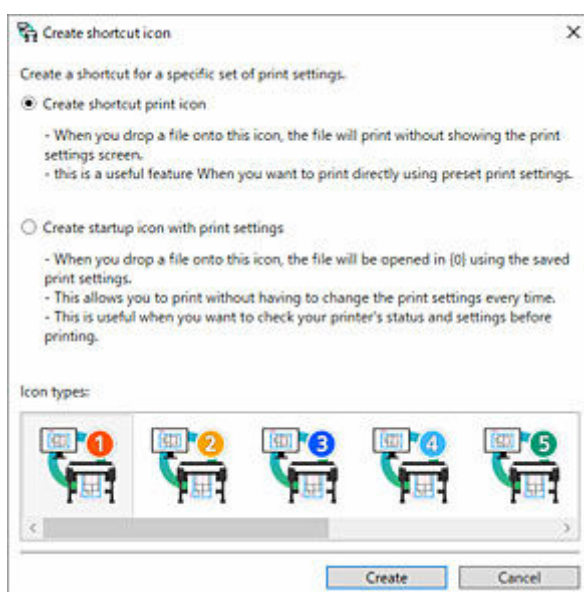 Create shortcut icon
Create a shortcut for a specific set of print settings.
Create shortcut print icon
- When you drop a file onto this icon, the file will print without showing the print
settings screen.
- this is a useful feature When you want to print directly using preset print settings.
Create startup icon with print settings
- When you drop a file onto this icon, the file will be opened in {0} using the saved
print settings.
- This allows you to print without having to change the print settings every time.
- This is useful when you want to check your printer's status and settings before
printing.
Icon types:
1 2 3 4 5
Create Cancel